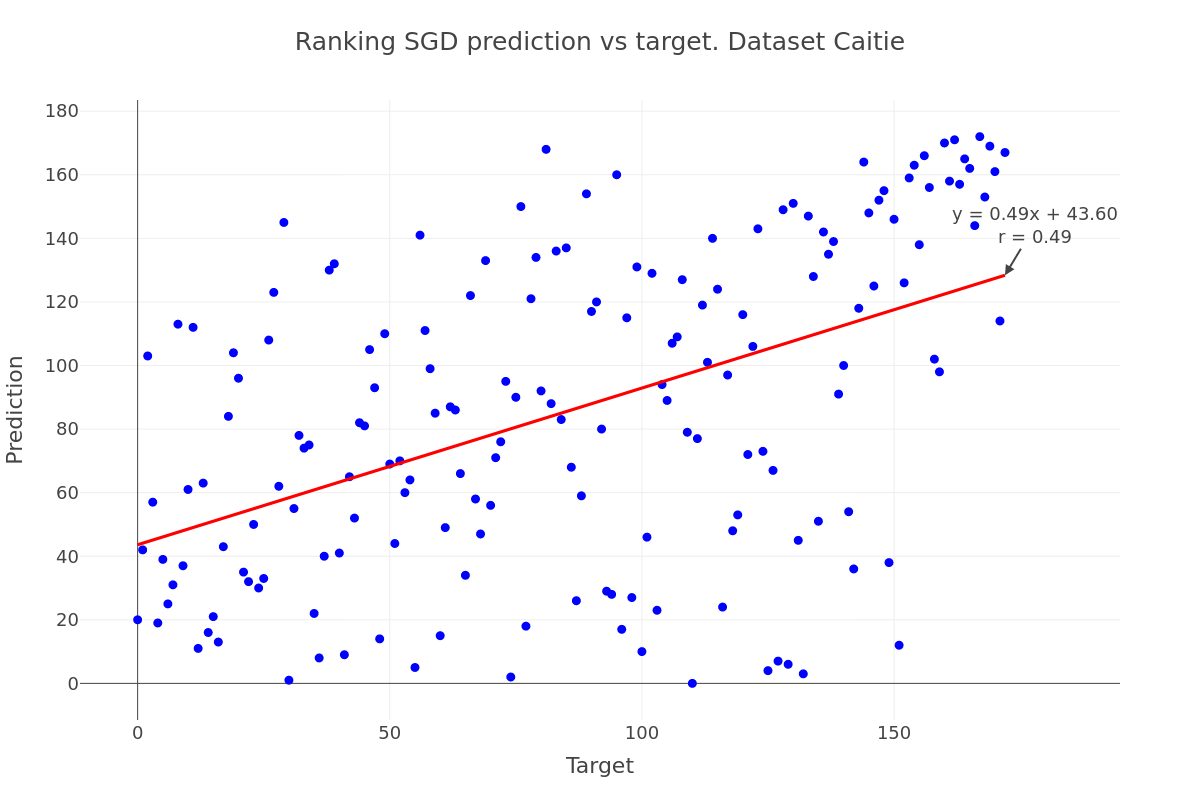 Ranking SGD prediction vs target. Dataset Caitie
Prediction
180
160
140
120
100
80
60
40
20
0
y = 0.49x + 43.60
r = 0.49
0 50 100 150
Target